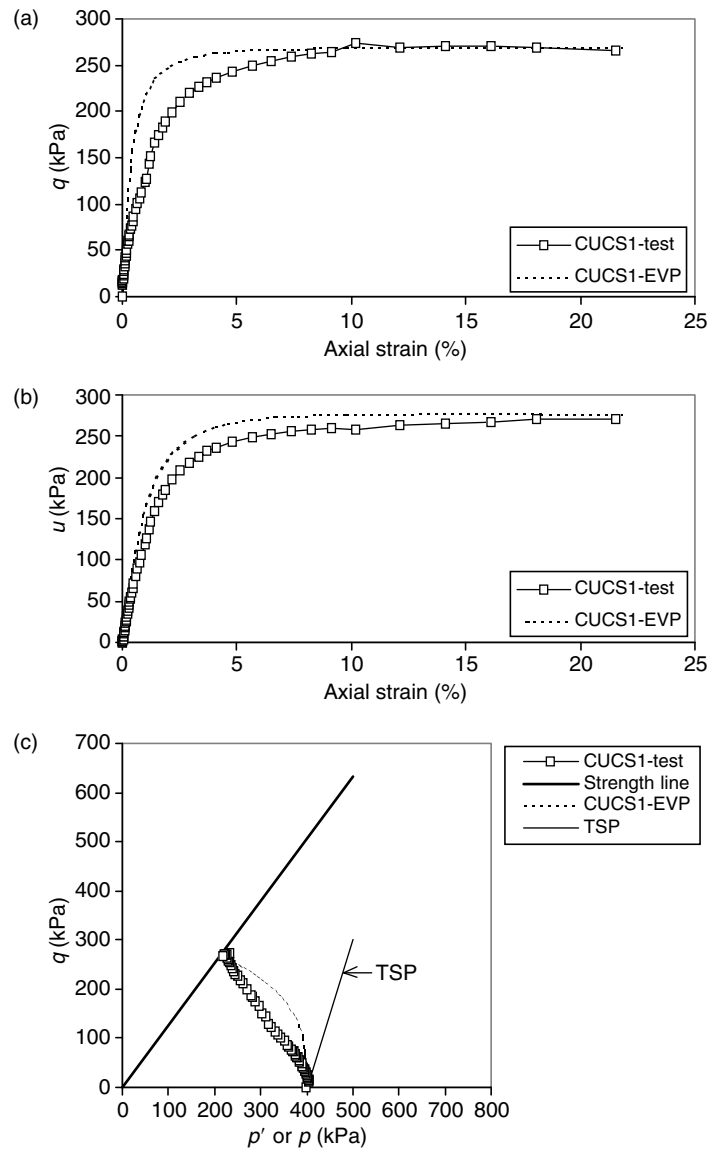 (a)
300
250
200
150
100
50
0
q (kPa)
CUCS1-test
CUCS1-EVP
0 5 10 15 20 25
Axial strain (%)
(b)
300
250
200
150
100
50
0
u (kPa)
CUCS1-test
CUCS1-EVP
0 5 10 15 20 25
Axial strain (%)
(c)
700
600
500
400
300
200
100
0
q (kPa)
TSP
CUCS1-test
Strength line
CUCS1-EVP
TSP
0 100 200 300 400 500 600 700 800
p′ or p (kPa)